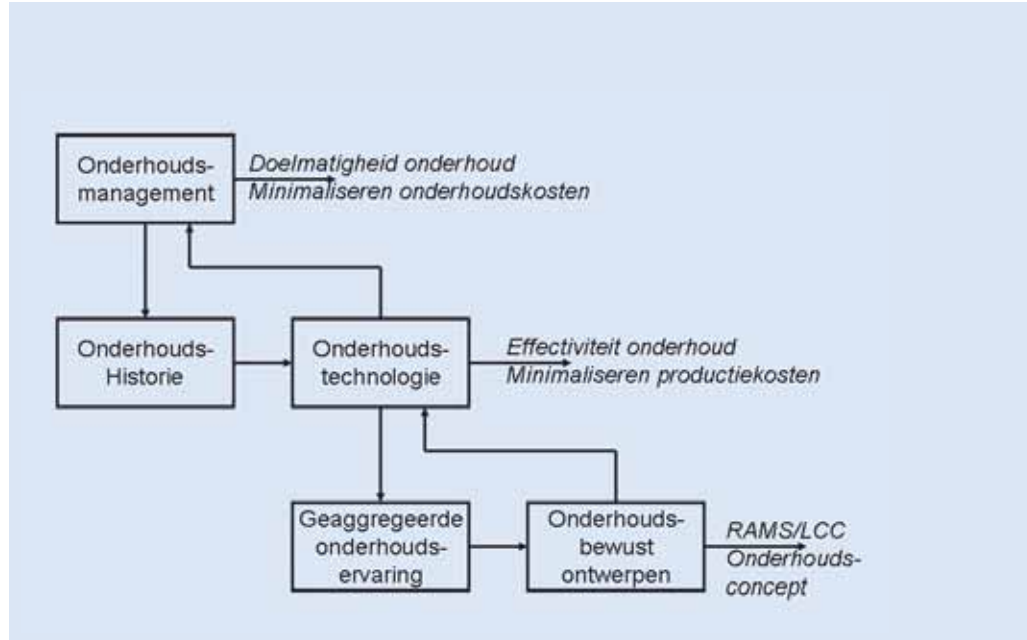 Onderhouds-
management
Doelmatigheid onderhoud
Minimaliseren onderhoudskosten
Onderhouds-
Historie
Onderhouds-
technologie
Effectiviteit onderhoud
Minimaliseren productiekosten
Geaggregeerde
onderhouds-
ervaring
Onderhouds-
bewust
ontwerpen
RAMS/LCC
Onderhouds-
concept